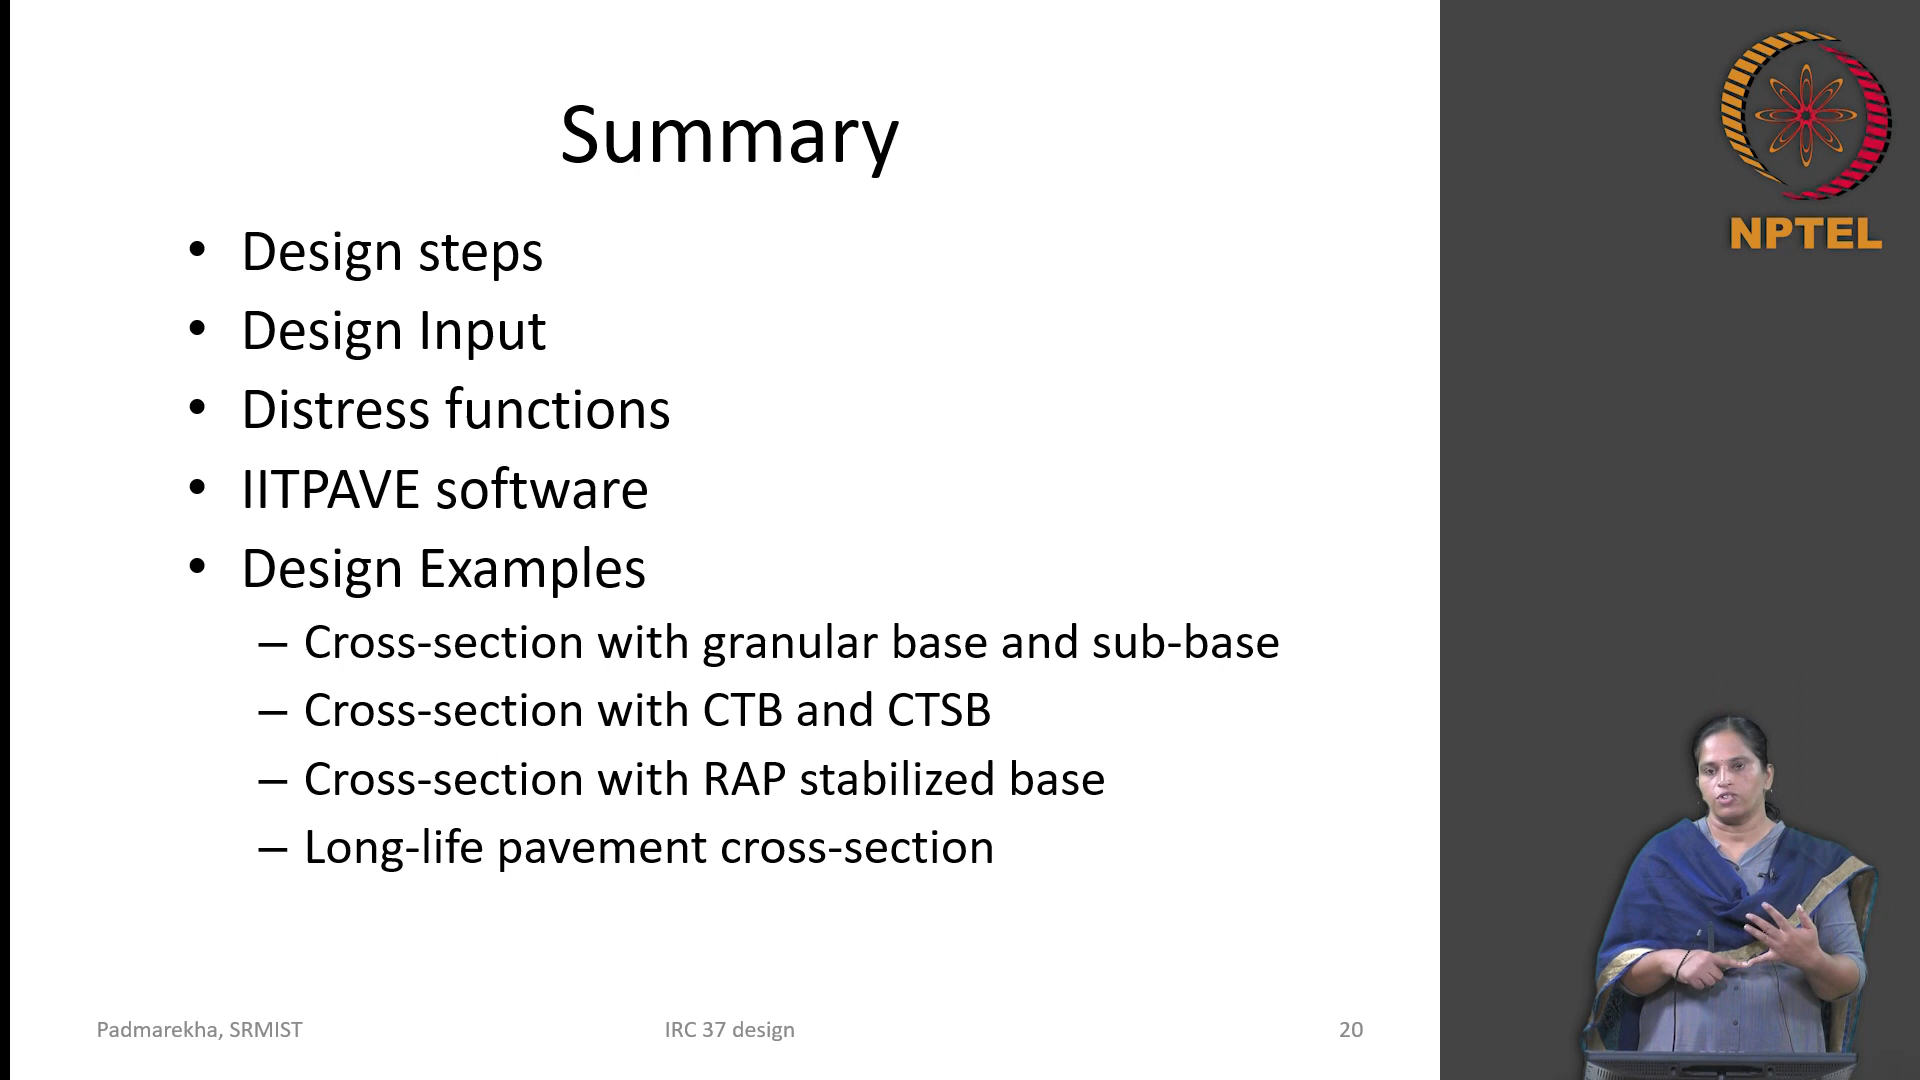 Summary
• Design steps
• Design Input
• Distress functions
• IITPAVE software
• Design Examples
– Cross-section with granular base and sub-base
– Cross-section with CTB and CTSB
– Cross-section with RAP stabilized base
– Long-life pavement cross-section
Padmarekha, SRMIST
IRC 37 design
20
NPTEL